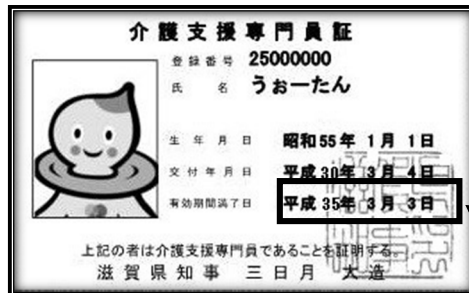 介護支援専門員証
登録番号 25000000
氏名 うぉーたん
生年月日 昭和55年 1月 1日
交付年月日 平成30年 3月 4日
有効期間満了日 平成 35年 3月 3日
上記の者は介護支援専門員であることを証明する。
滋賀県知事 三日月 大造